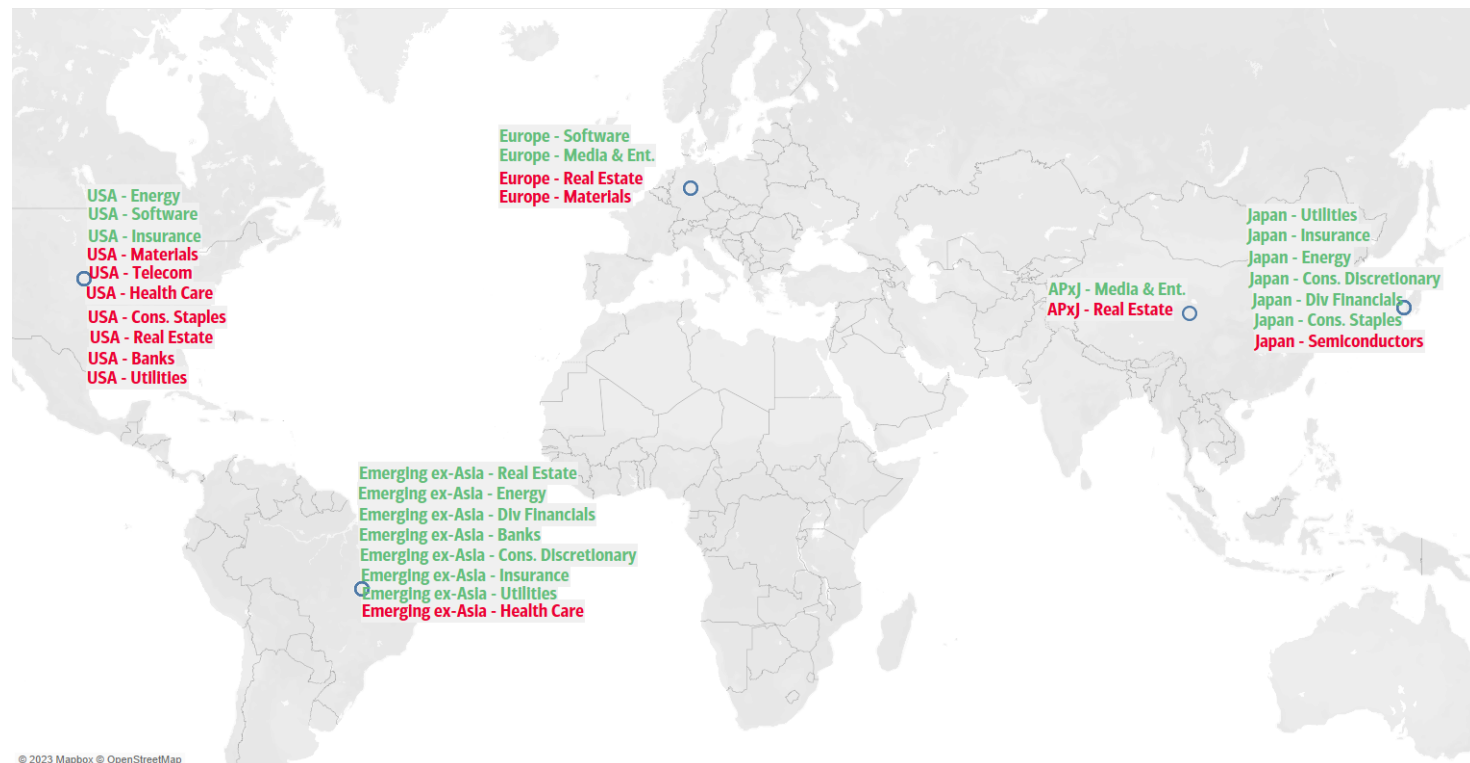 Europe - Software
Europe - Media & Ent.
Europe - Real Estate
Europe - Materials
USA - Energy
USA - Software
USA - Insurance
USA - Materials
USA - Telecom
USA - Health Care
USA - Cons. Staples
USA - Real Estate
USA - Banks
USA - Utilities
Japan - Utilities
Japan - Insurance
Japan - Energy
Japan - Cons. Discretionary
Japan - Div Financials
Japan - Cons. Staples
Japan - Semiconductors
APxJ - Media & Ent.
APxJ - Real Estate
Emerging ex-Asia - Real Estate
Emerging ex-Asia - Energy
Emerging ex-Asia - Div Financials
Emerging ex-Asia - Banks
Emerging ex-Asia - Cons. Discretionary
Emerging ex-Asia - Insurance
Emerging ex-Asia - Utilities
Emerging ex-Asia - Health Care
© 2023 Mapbox © OpenStreetMap